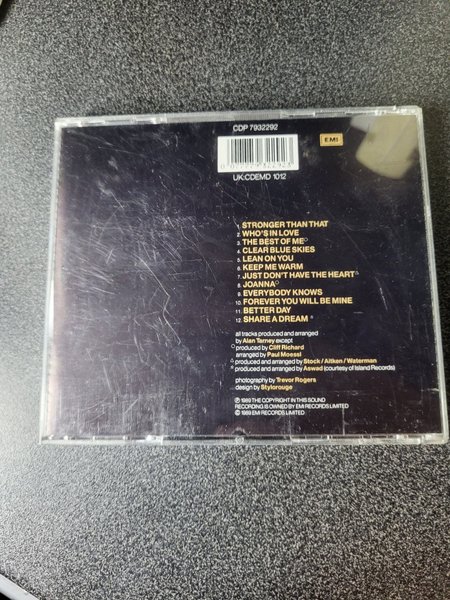 CDP 7932292
EMI
UK:CDEMD 1012
1. STRONGER THAN THAT
2. WHO'S IN LOVE
3. THE BEST OF ME
4. CLEAR BLUE SKIES
5. LEAN ON YOU
6. KEEP ME WARM
7. JUST DON'T HAVE THE HEART
8. JOANNA
9. EVERYBODY KNOWS
10. FOREVER YOU WILL BE MINE
11. BETTER DAY
12. SHARE A DREAM
all tracks produced and arranged
by Alan Tarney except
produced by Cliff Richard
arranged by Paul Moessl
produced and arranged by Stock/Aitken/Waterman
produced and arranged by Aswad (courtesy of Island Records)
photography by Trevor Rogers
design by Stylorouge
℗ 1989 THE COPYRIGHT IN THIS SOUND
RECORDING IS OWNED BY EMI RECORDS LIMITED
© 1989 EMI RECORDS LIMITED